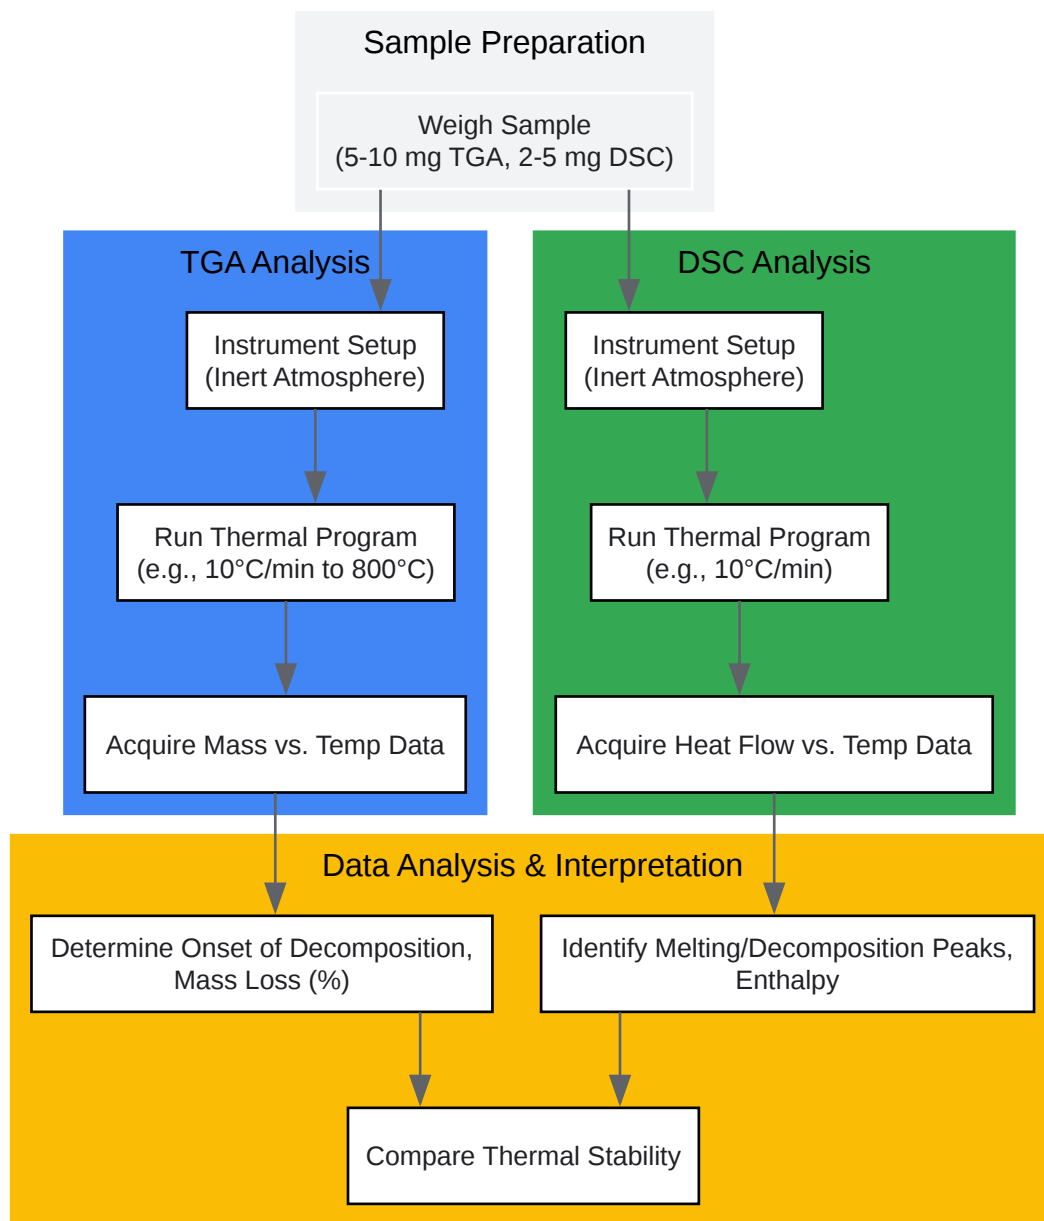 Sample Preparation
Weigh Sample
(5-10 mg TGA, 2-5 mg DSC)
TGA Analysis
Instrument Setup
(Inert Atmosphere)
Run Thermal Program
(e.g., 10°C/min to 800°C)
Acquire Mass vs. Temp Data
DSC Analysis
Instrument Setup
(Inert Atmosphere)
Run Thermal Program
(e.g., 10°C/min)
Acquire Heat Flow vs. Temp Data
Data Analysis & Interpretation
Determine Onset of Decomposition,
Mass Loss (%)
Identify Melting/Decomposition Peaks,
Enthalpy
Compare Thermal Stability